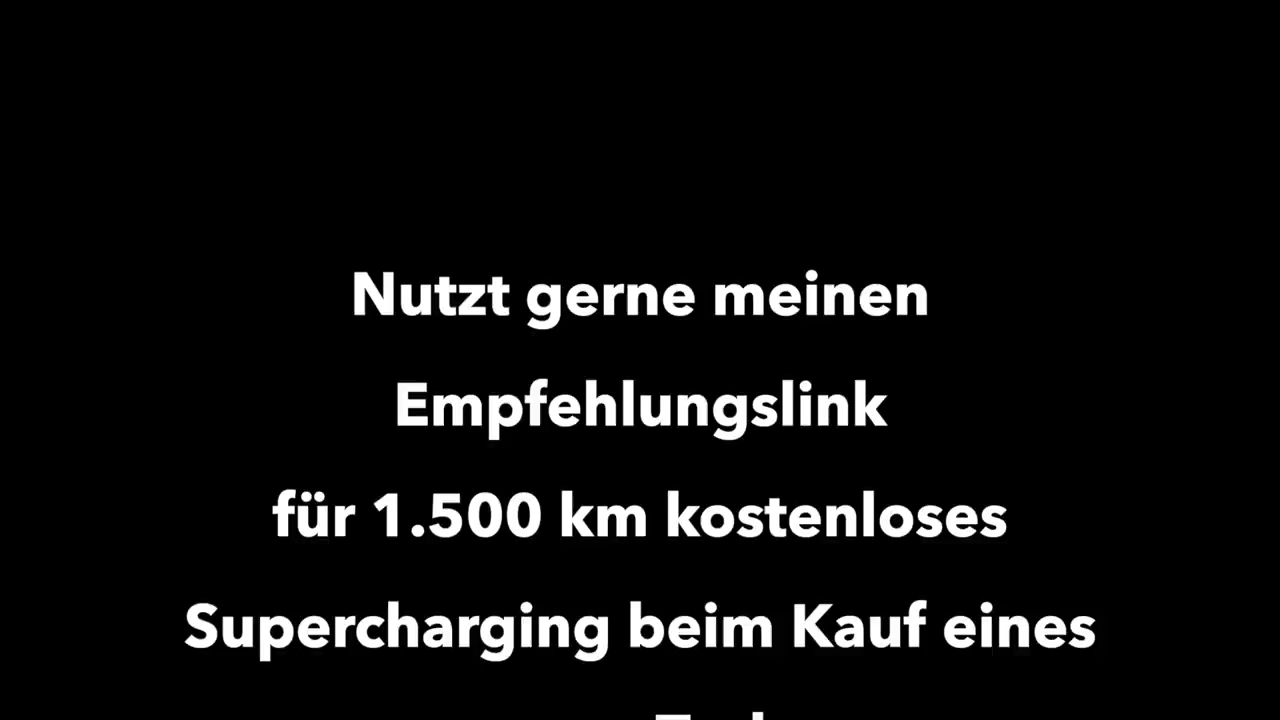 Nutzt gerne meinen
Empfehlungslink
für 1.500 km kostenloses
Supercharging beim Kauf eines